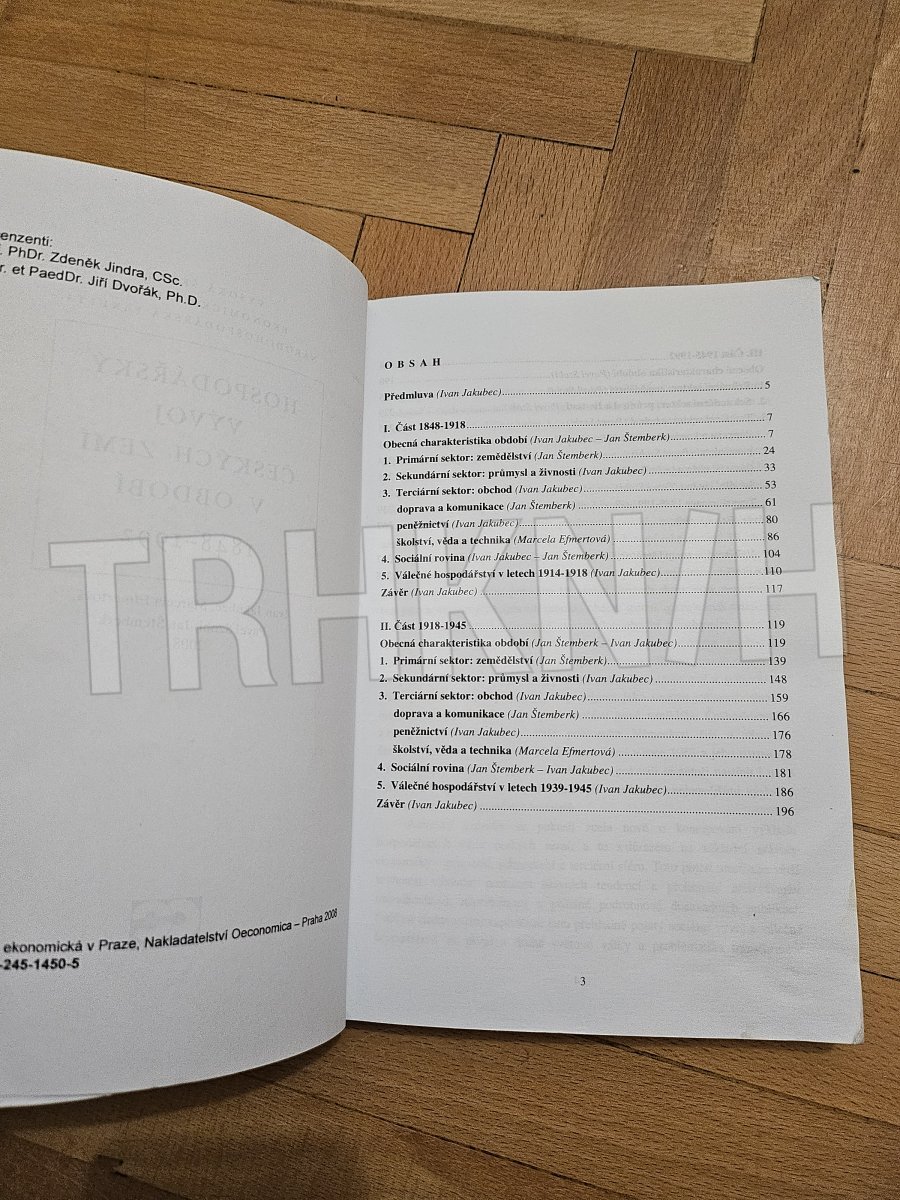 enzenti:
PhDr. Zdeněk Jindra, CSc.
r. et PaedDr. Jiří Dvořák, Ph.D.
ekonomická v Praze, Nakladatelství Oeconomica – Praha 2008
-245-1450-5
OBSAH
Předmluva (Ivan Jakubec) 5
I. Část 1848-1918 7
Obecná charakteristika období (Ivan Jakubec – Jan Štemberk) 7
1. Primární sektor: zemědělství (Jan Štemberk) 24
2. Sekundární sektor: průmysl a živnosti (Ivan Jakubec) 33
3. Terciární sektor: obchod (Ivan Jakubec) 53
doprava a komunikace (Jan Štemberk) 61
peněžnictví (Ivan Jakubec) 80
školství, věda a technika (Marcela Efmertová) 86
4. Sociální rovina (Ivan Jakubec – Jan Štemberk) 104
5. Válečné hospodářství v letech 1914-1918 (Ivan Jakubec) 110
Závěr (Ivan Jakubec) 117
II. Část 1918-1945 119
Obecná charakteristika období (Jan Štemberk – Ivan Jakubec) 119
1. Primární sektor: zemědělství (Jan Štemberk) 139
2. Sekundární sektor: průmysl a živnosti (Ivan Jakubec) 148
3. Terciární sektor: obchod (Ivan Jakubec) 159
doprava a komunikace (Jan Štemberk) 166
peněžnictví (Ivan Jakubec) 176
školství, věda a technika (Marcela Efmertová) 178
4. Sociální rovina (Jan Štemberk – Ivan Jakubec) 181
5. Válečné hospodářství v letech 1939-1945 (Ivan Jakubec) 186
Závěr (Ivan Jakubec) 196
3
TRHKNIH